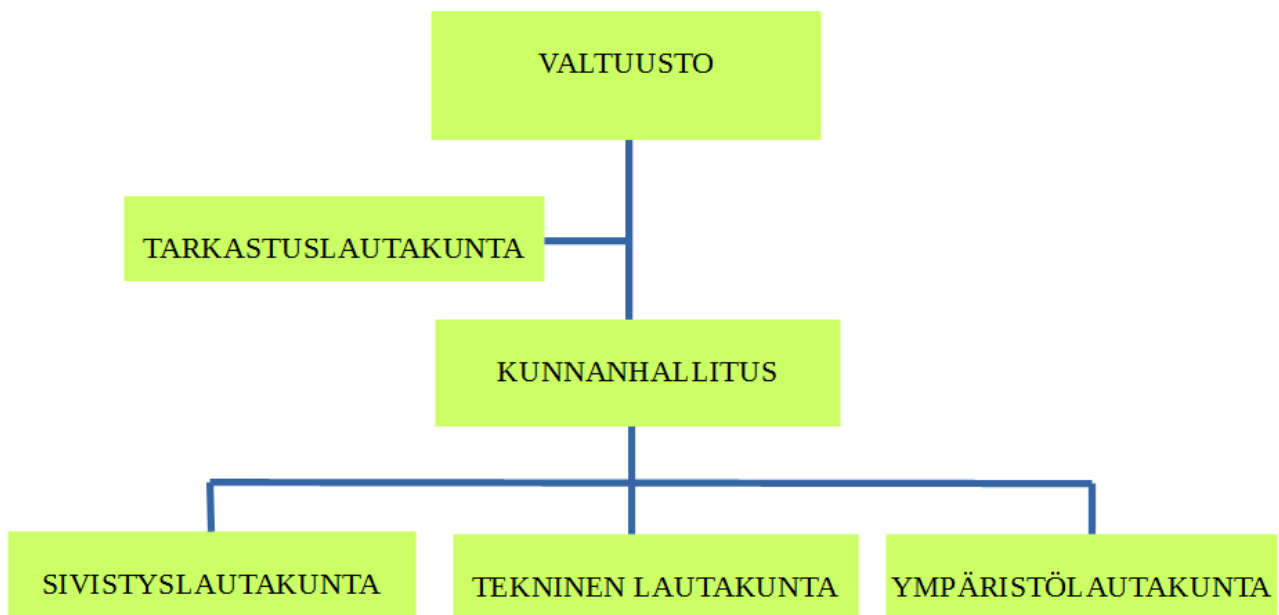 VALTUUSTO
TARKASTUSLAUTAKUNTA
KUNNANHALLITUS
SIVISTYSLAUTAKUNTA
TEKNINEN LAUTAKUNTA
YMPÄRISTÖLAUTAKUNTA